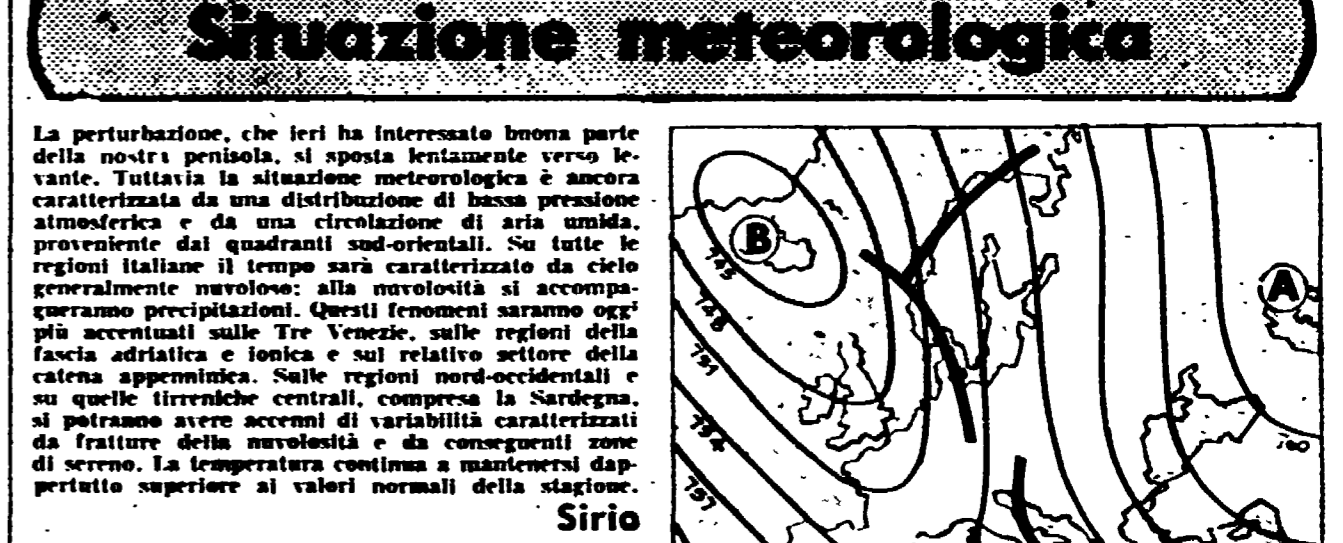 Situazione meteorologica
La perturbazione, che ieri ha interessato buona parte
della nostra penisola, si sposta lentamente verso le-
vante. Tuttavia la situazione meteorologica è ancora
caratterizzata da una distribuzione di bassa pressione
atmosferica e da una circolazione di aria umida,
proveniente dai quadranti sud-orientali. Su tutte le
regioni italiane il tempo sarà caratterizzato da cielo
generalmente nuvoloso; alla nuvolosità si accompa-
gneranno precipitazioni. Questi fenomeni saranno oggi
più accentuati sulle Tre Venezie, sulle regioni della
fascia adriatica e ionica e sul relativo settore della
catena appenninica. Sulle regioni nord-occidentali e
su quelle tirreniche centrali, compresa la Sardegna,
si potranno avere accenni di variabilità caratterizzati
da fratture della nuvolosità e da conseguenti zone
di sereno. La temperatura continua a mantenersi dap-
pertutto superiore ai valori normali della stagione.
Sirio
B
745
748
751
754
757
A
760